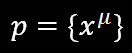 p = {x^μ}